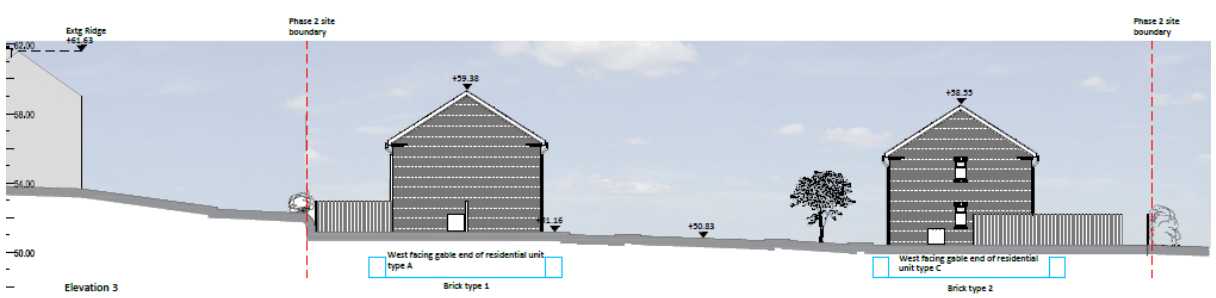 Phase 2 site
boundary
Phase 2 site
boundary
Extg Ridge
+61.63
62.00
+59.38
+58.55
58.00
54.00
+50.83
50.00
West facing gable end of residential unit
type A
West facing gable end of residential
unit type C
Elevation 3
Brick type 1
Brick type 2